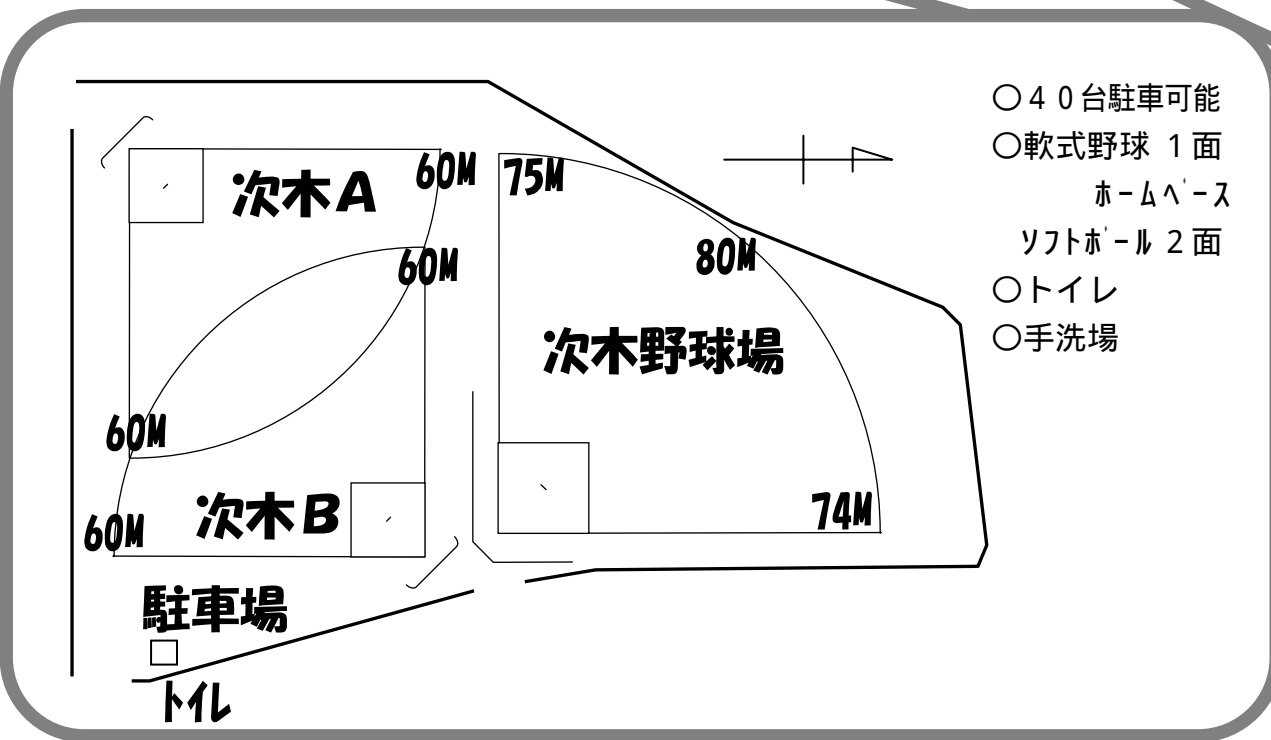 次木A
60M
60M
60M
次木B
60M
駐車場
トイレ
75M
80M
次木野球場
74M
○40台駐車可能
○軟式野球 1面
ﾎｰﾑﾍﾞｰｽ
ｿﾌﾄﾎﾞｰﾙ 2面
○トイレ
○手洗場